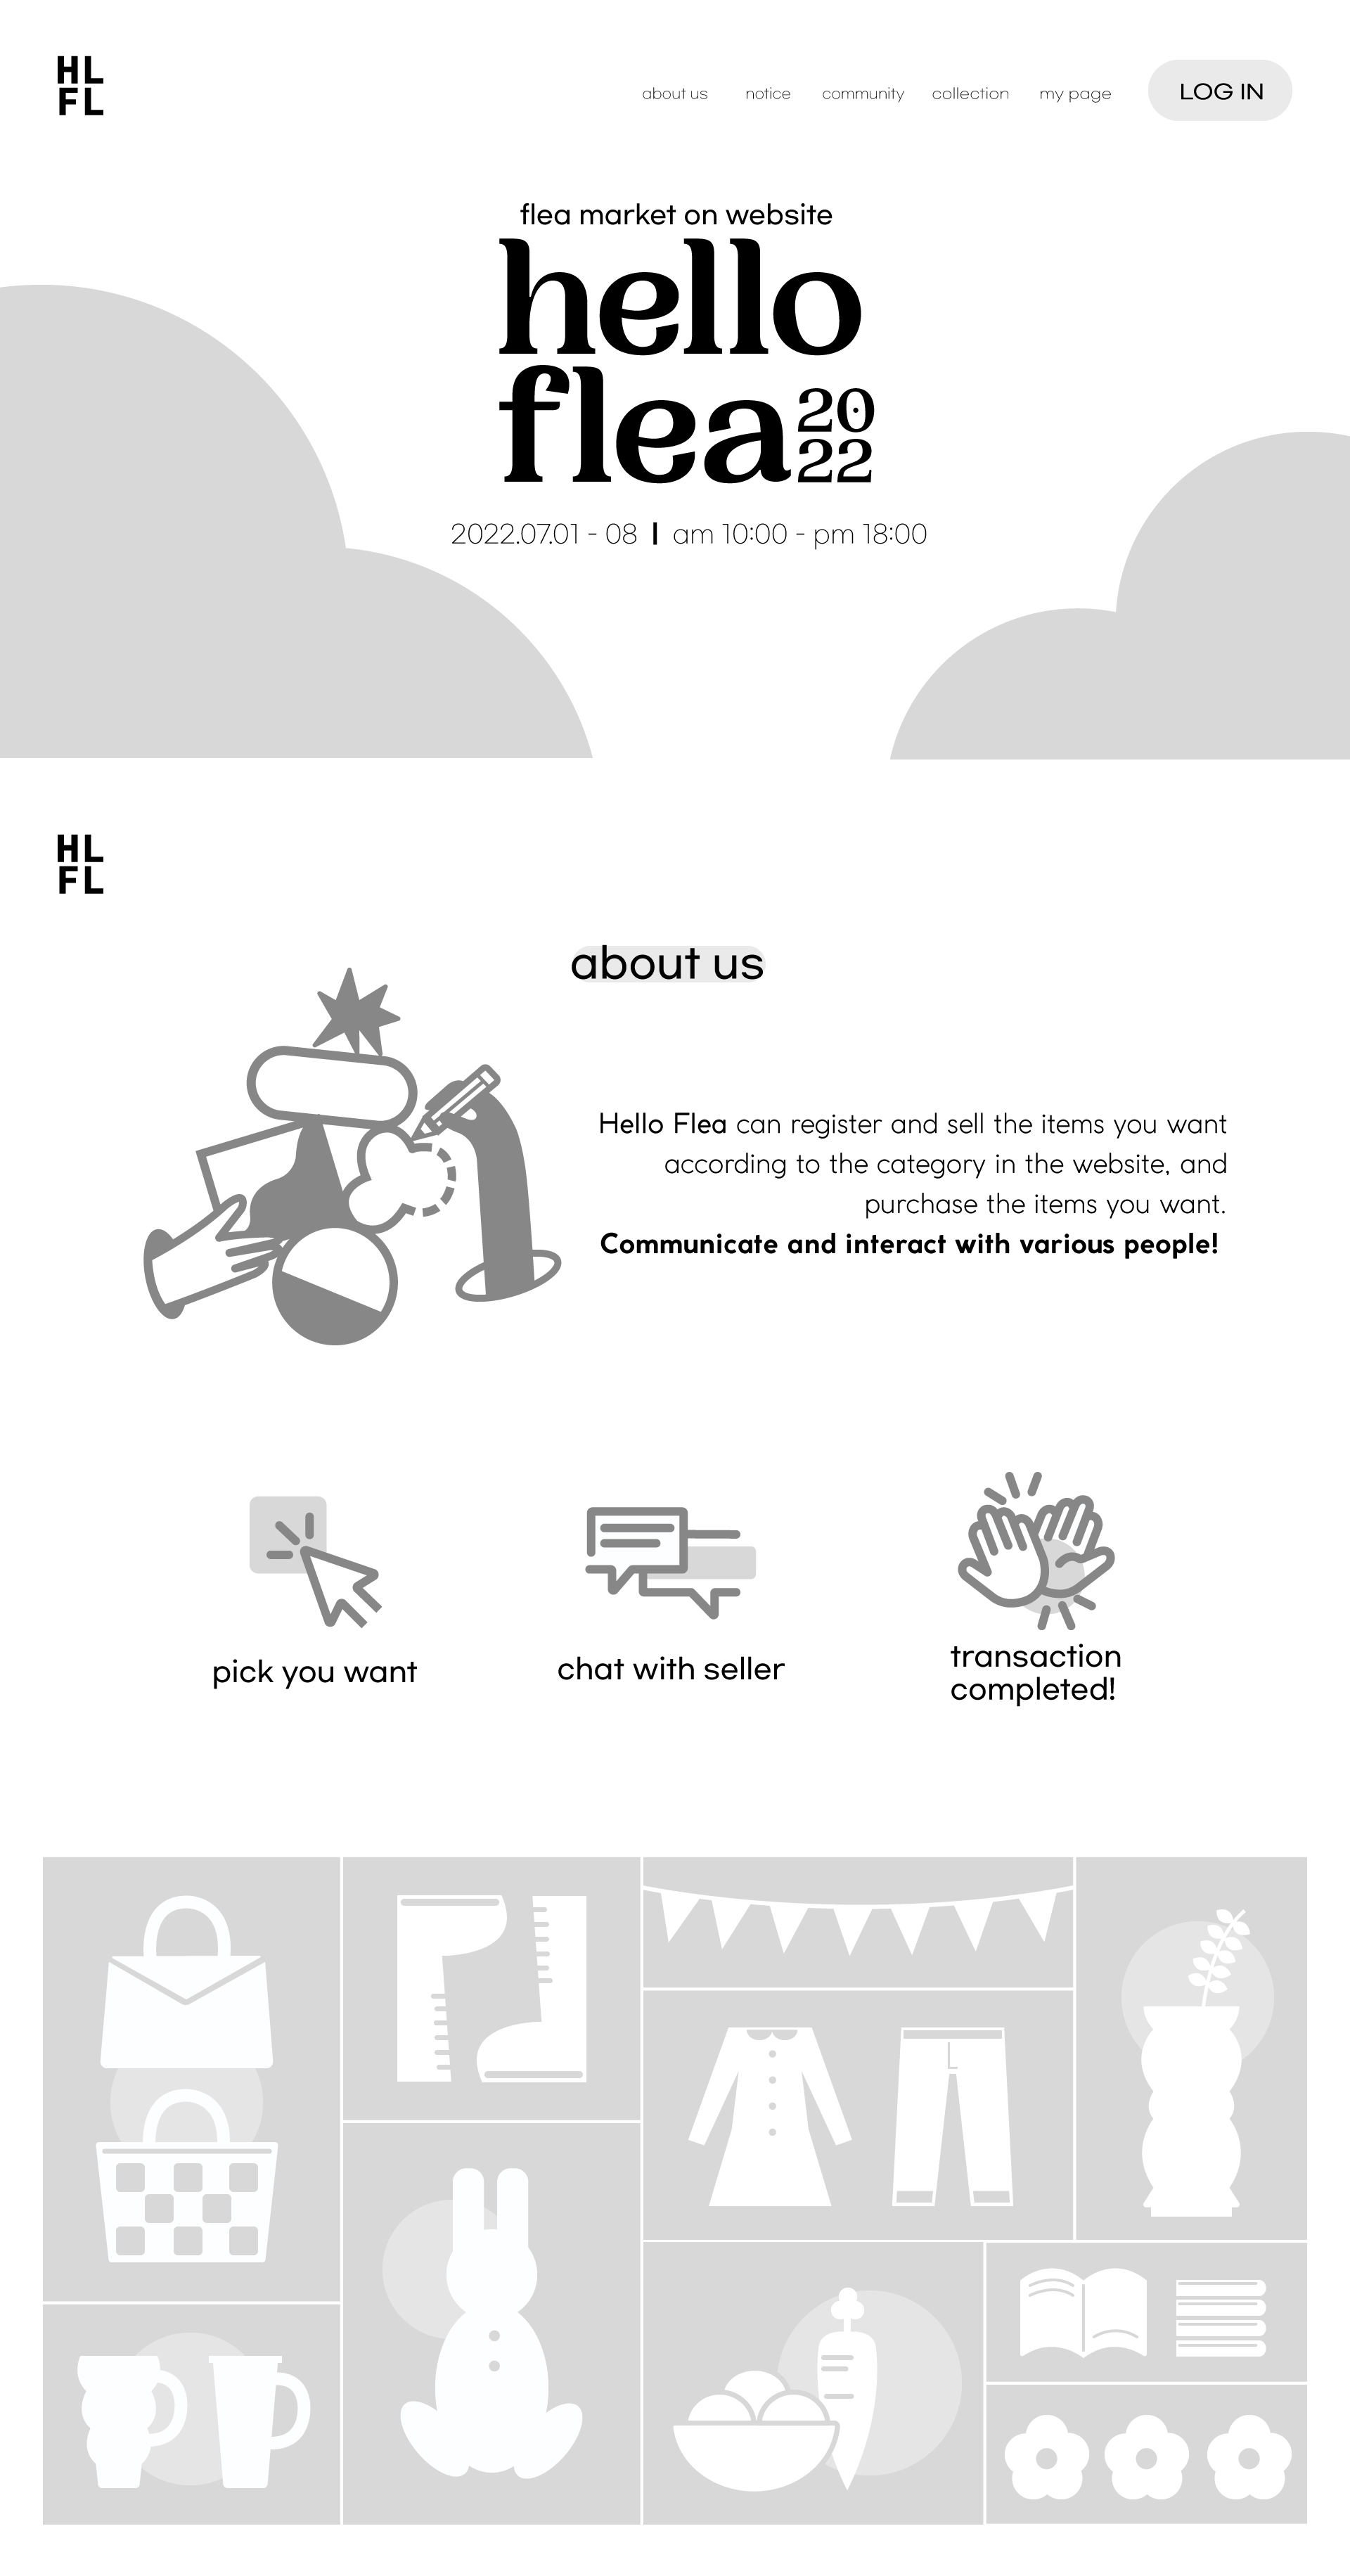 HL
FL
about us notice community collection my page LOG IN
flea market on website
hello
flea 20
22
2022.07.01 - 08 | am 10:00 - pm 18:00
HL
FL
about us
Hello Flea can register and sell the items you want
according to the category in the website, and
purchase the items you want.
Communicate and interact with various people!
pick you want
chat with seller
transaction
completed!